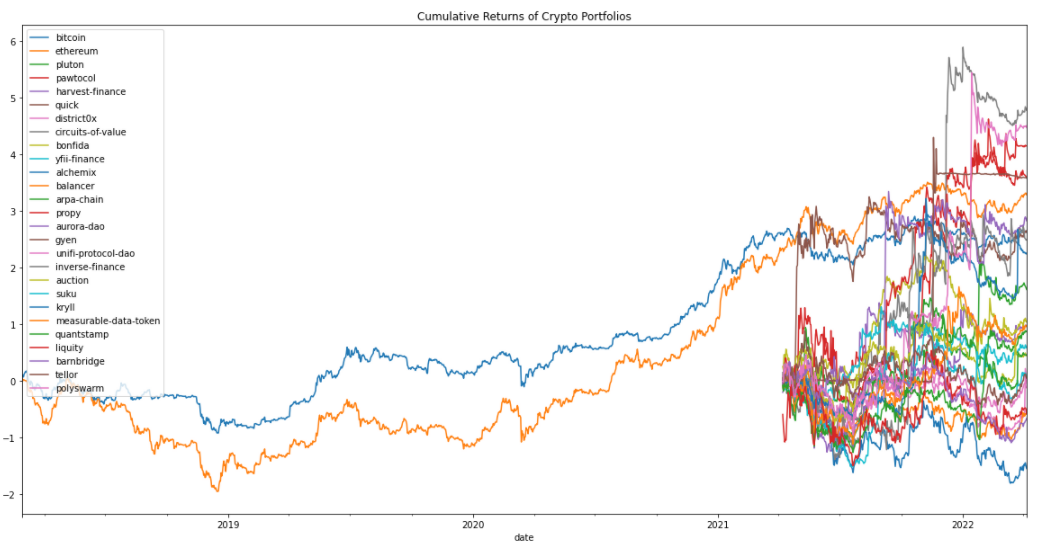 Cumulative Returns of Crypto Portfolios
6
5
4
3
2
1
0
−1
−2
bitcoin
ethereum
pluton
pawtocol
harvest-finance
quick
district0x
circuits-of-value
bonfida
yfii-finance
alchemix
balancer
arpa-chain
propy
aurora-dao
gyen
unifi-protocol-dao
inverse-finance
auction
suku
kryll
measurable-data-token
quantstamp
liquity
barnbridge
tellor
polyswarm
2019
2020
2021
2022
date